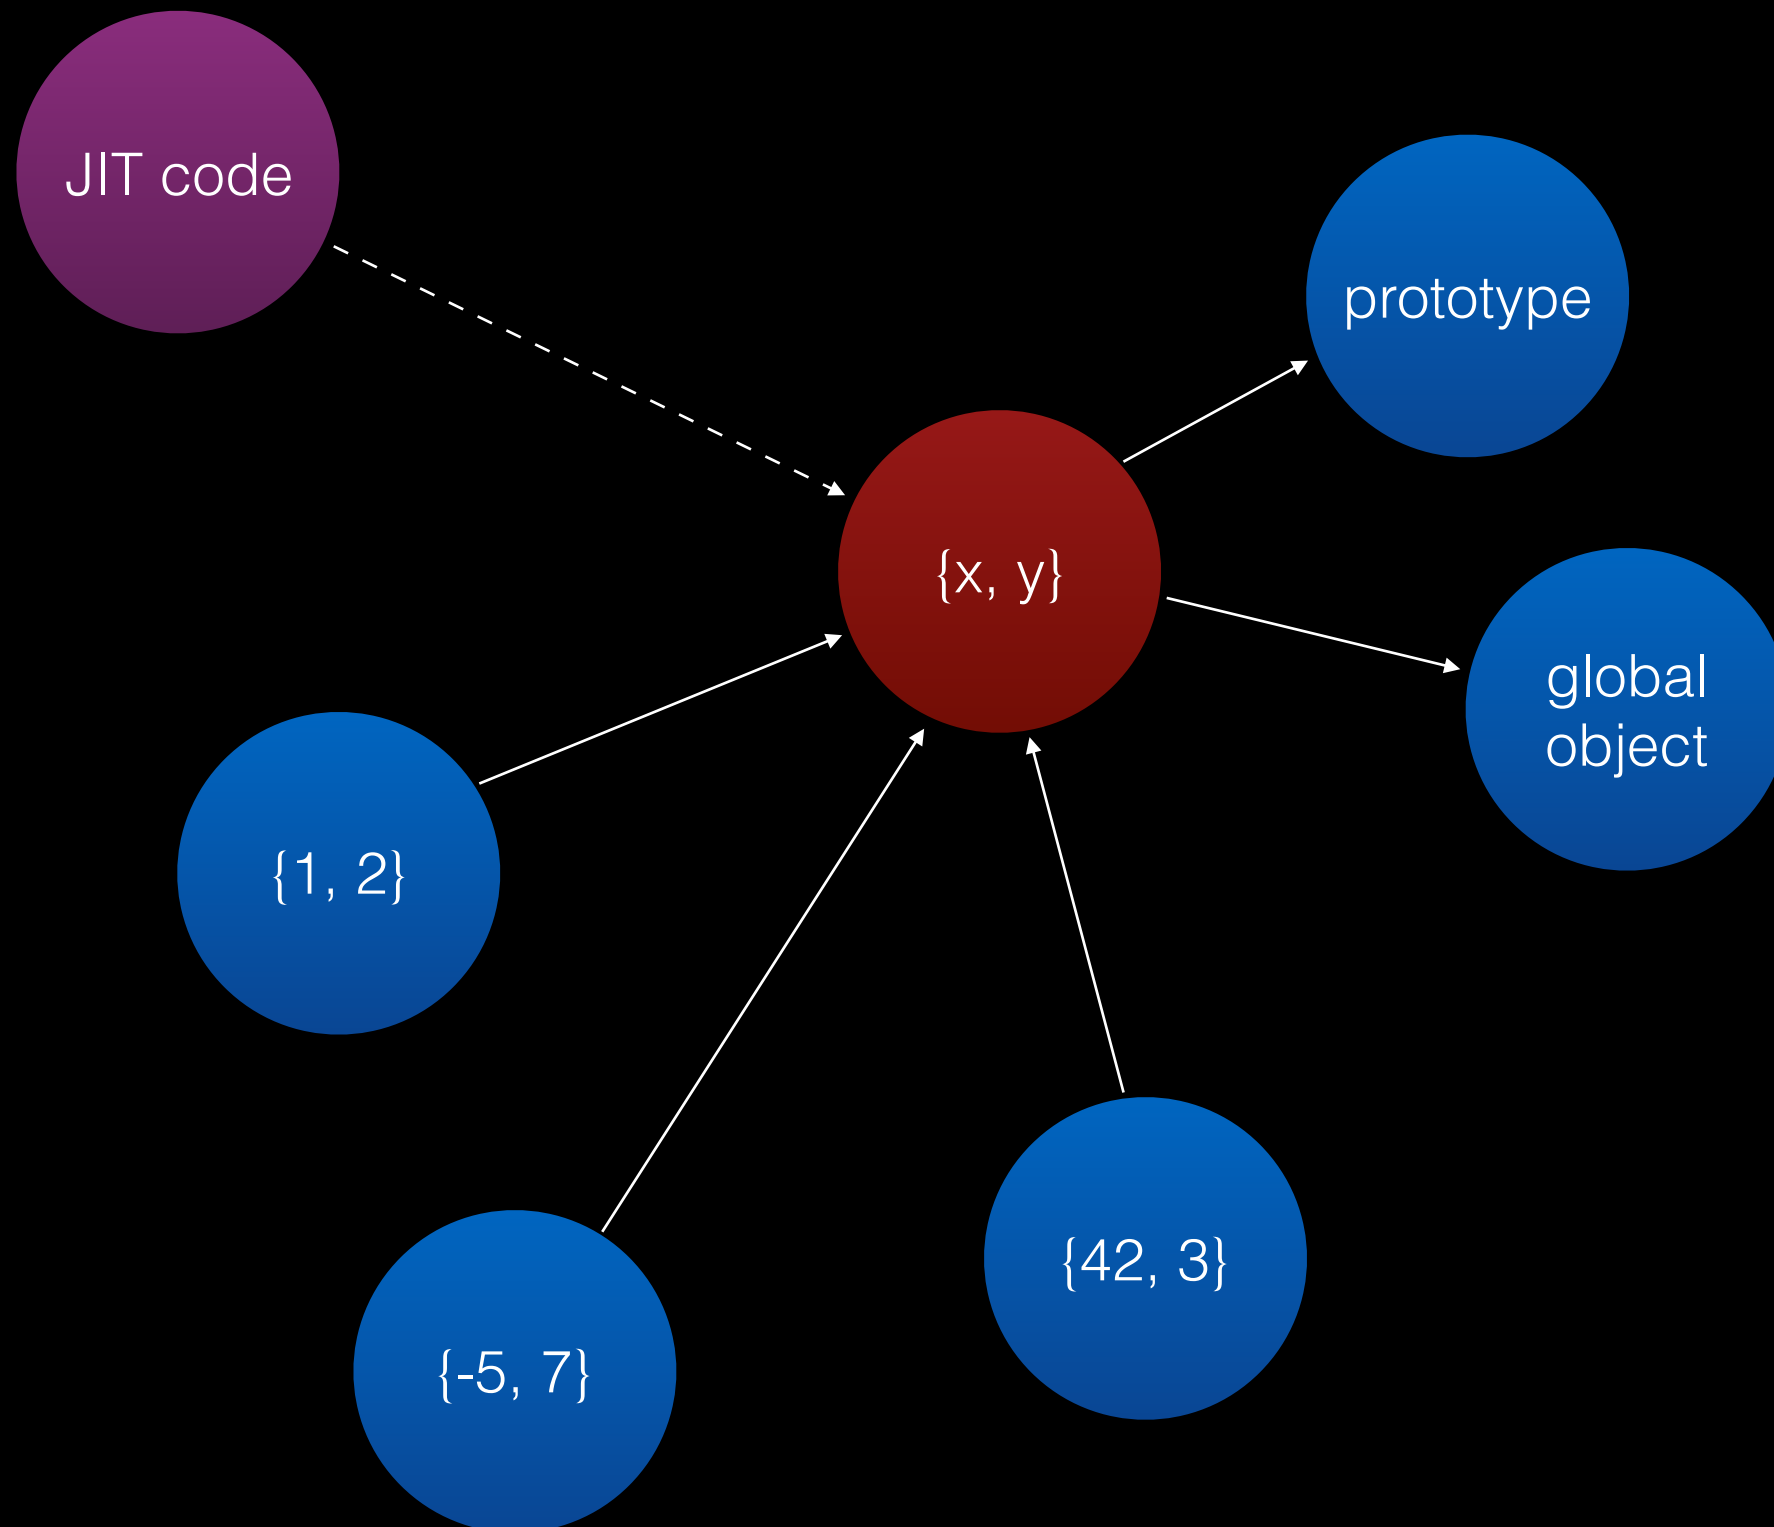 JIT code
prototype
{x, y}
global
object
{1, 2}
{42, 3}
{-5, 7}